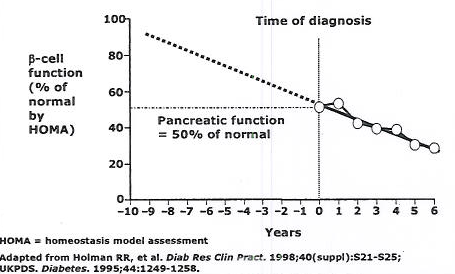 Time of diagnosis
β-cell
function
(% of
normal
by
HOMA)
100
80
60
40
20
0
Pancreatic function
= 50% of normal
-10 -9 -8 -7 -6 -5 -4 -3 -2 -1 0 1 2 3 4 5 6
Years
HOMA = homeostasis model assessment
Adapted from Holman RR, et al. Diab Res Clin Pract. 1998;40(suppl):S21-S25;
UKPDS. Diabetes. 1995;44:1249-1258.